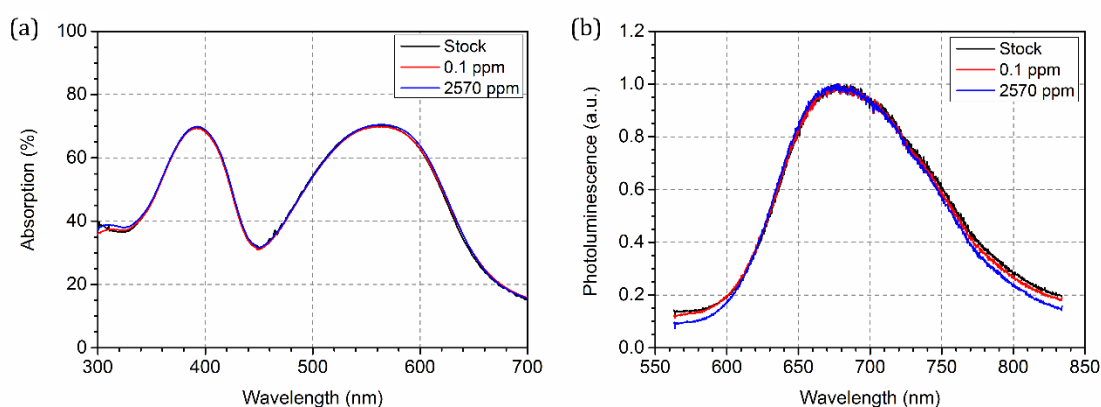 (a)
100
80
60
40
20
0
Absorption (%)
300 400 500 600 700
Wavelength (nm)
Stock
0.1 ppm
2570 ppm
(b)
1.2
1.0
0.8
0.6
0.4
0.2
0.0
Photoluminescence (a.u.)
550 600 650 700 750 800 850
Wavelength (nm)
Stock
0.1 ppm
2570 ppm